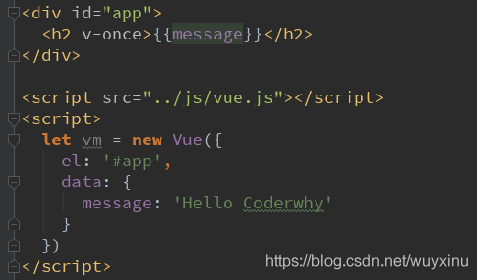 <div id="app">
  <h2 v-once>{{message}}</h2>
</div>

<script src="../js/vue.js"></script>
<script>
  let vm = new Vue({
    el: '#app',
    data: {
      message: 'Hello Coderwhy'
    }
  })
</script>
https://blog.csdn.net/wuyxinu